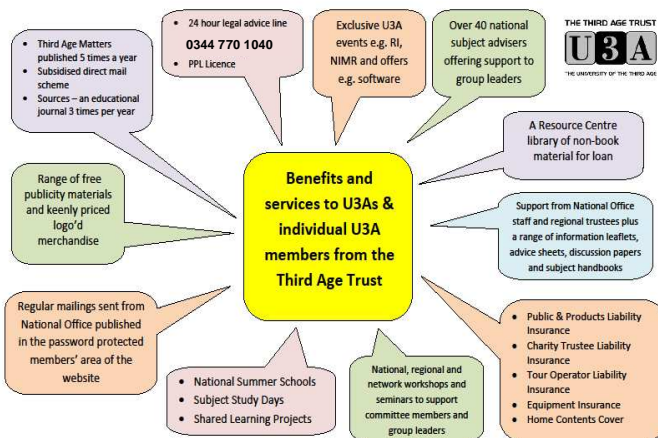 • Third Age Matters
published 5 times a year
• Subsidised direct mail
scheme
• Sources – an educational
journal 3 times per year
• 24 hour legal advice line
0344 770 1040
• PPL Licence
Exclusive U3A
events e.g. RI,
NIMR and offers
e.g. software
Over 40 national
subject advisers
offering support to
group leaders
THE THIRD AGE TRUST
U3A
THE UNIVERSITY OF THE THIRD AGE
A Resource Centre
library of non-book
material for loan
Range of free
publicity materials
and keenly priced
logo’d
merchandise
Benefits and
services to U3As &
individual U3A
members from the
Third Age Trust
Support from National Office
staff and regional trustees plus
a range of information leaflets,
advice sheets, discussion papers
and subject handbooks
Regular mailings sent from
National Office published
in the password protected
members’ area of the
website
• National Summer Schools
• Subject Study Days
• Shared Learning Projects
National, regional and
network workshops and
seminars to support
committee members and
group leaders
• Public & Products Liability
Insurance
• Charity Trustee Liability
Insurance
• Tour Operator Liability
Insurance
• Equipment Insurance
• Home Contents Cover